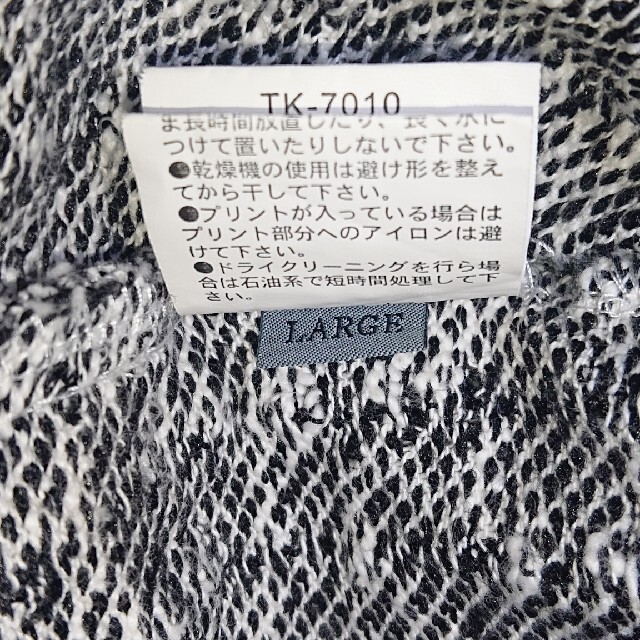 TK-7010
ま長時間放置したり、長く水に
つけて置いたりしないで下さい。
●乾燥機の使用は避け形を整え
てから干して下さい。
●プリントが入っている場合は
プリント部分へのアイロンは避
けて下さい。
●ドライクリーニングを行う場
合は石油系で短時間処理して下
さい。
LARGE